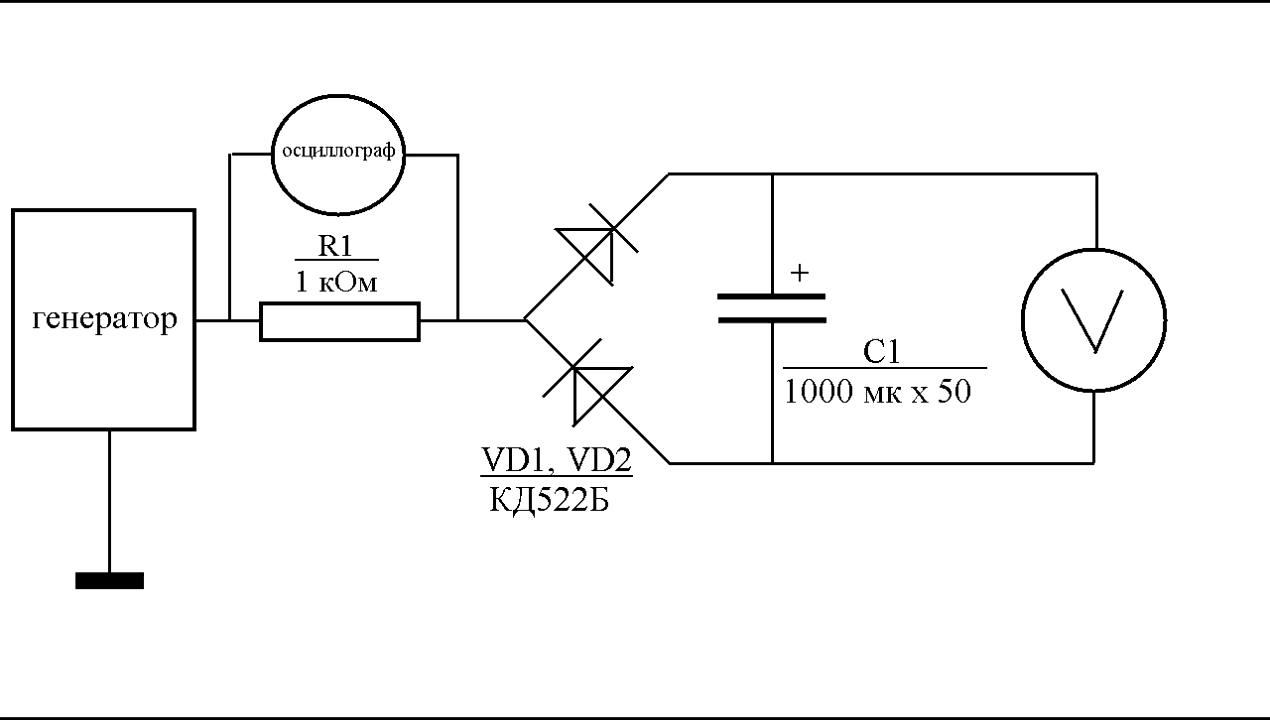 осциллограф
R1
1 кОм
генератор
+
C1
1000 мк х 50
V
VD1, VD2
КД522Б